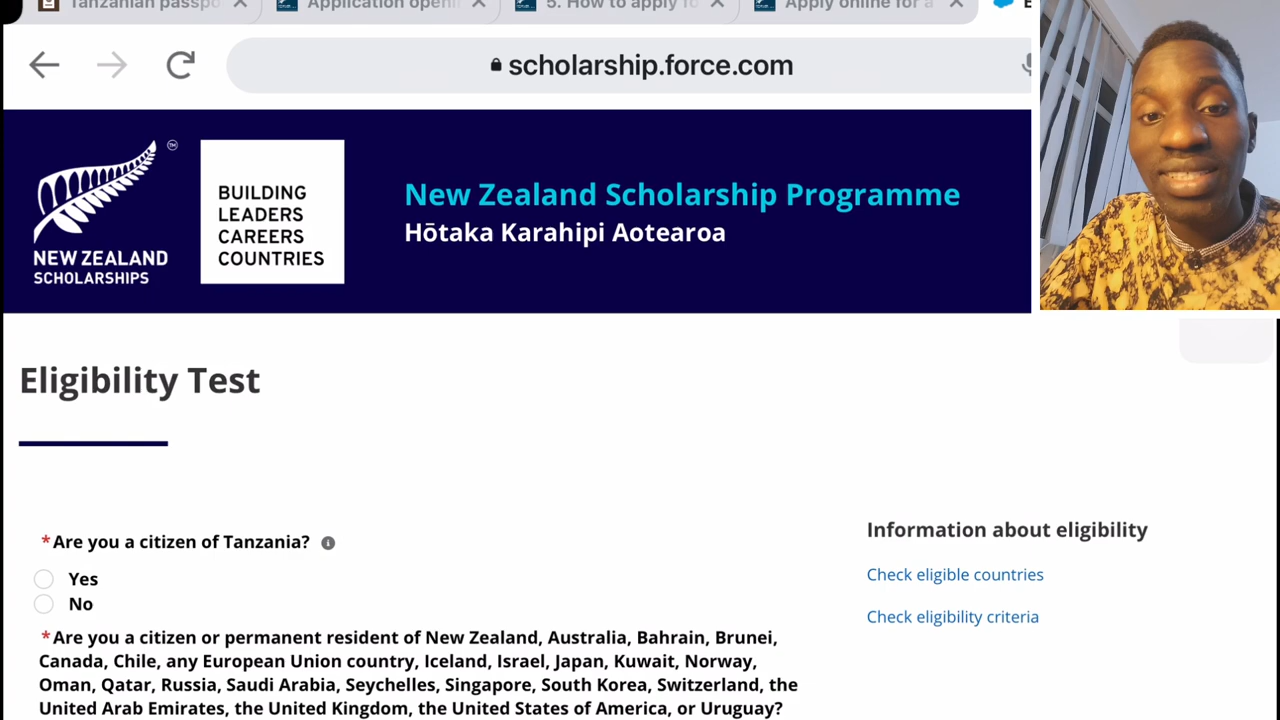 Tanzanian passpo
Application openi
5. How to apply fo
Apply online for a
scholarship.force.com
NEW ZEALAND
SCHOLARSHIPS
TM
BUILDING
LEADERS
CAREERS
COUNTRIES
New Zealand Scholarship Programme
Hōtaka Karahipi Aotearoa
Eligibility Test
*Are you a citizen of Tanzania?
Yes
No
*Are you a citizen or permanent resident of New Zealand, Australia, Bahrain, Brunei,
Canada, Chile, any European Union country, Iceland, Israel, Japan, Kuwait, Norway,
Oman, Qatar, Russia, Saudi Arabia, Seychelles, Singapore, South Korea, Switzerland, the
United Arab Emirates, the United Kingdom, the United States of America, or Uruguay?
Information about eligibility
Check eligible countries
Check eligibility criteria